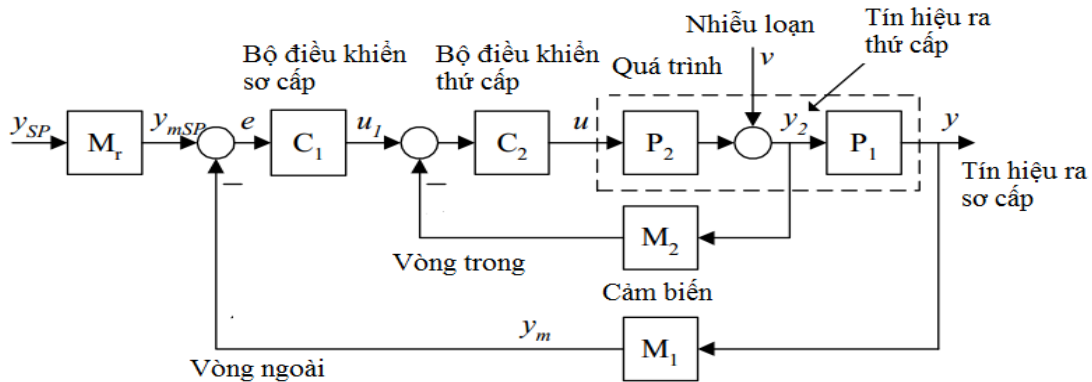 Nhiễu loạn
Tín hiệu ra
thứ cấp
Bộ điều khiển
sơ cấp
Bộ điều khiển
thứ cấp
Quá trình
v
y_SP
M_r
y_mSP
e
C_1
u_1
C_2
u
P_2
y_2
P_1
y
Tín hiệu ra
sơ cấp
M_2
Vòng trong
Cảm biến
y_m
M_1
Vòng ngoài